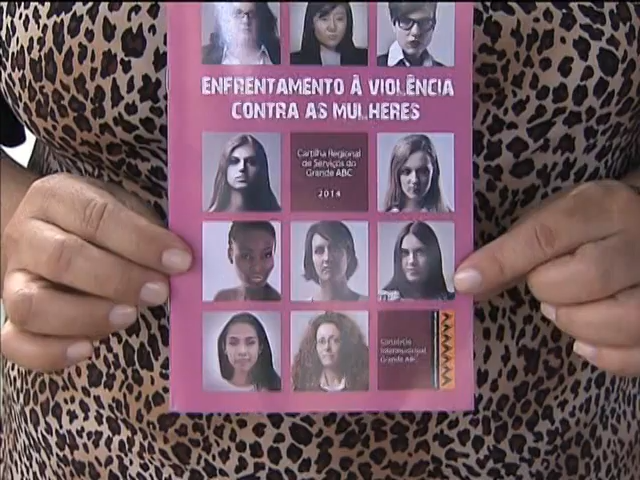 ENFRENTAMENTO À VIOLÊNCIA
CONTRA AS MULHERES
Cartilha Regional
de Serviços do
Grande ABC
2014
Consórcio
Intermunicipal
Grande ABC